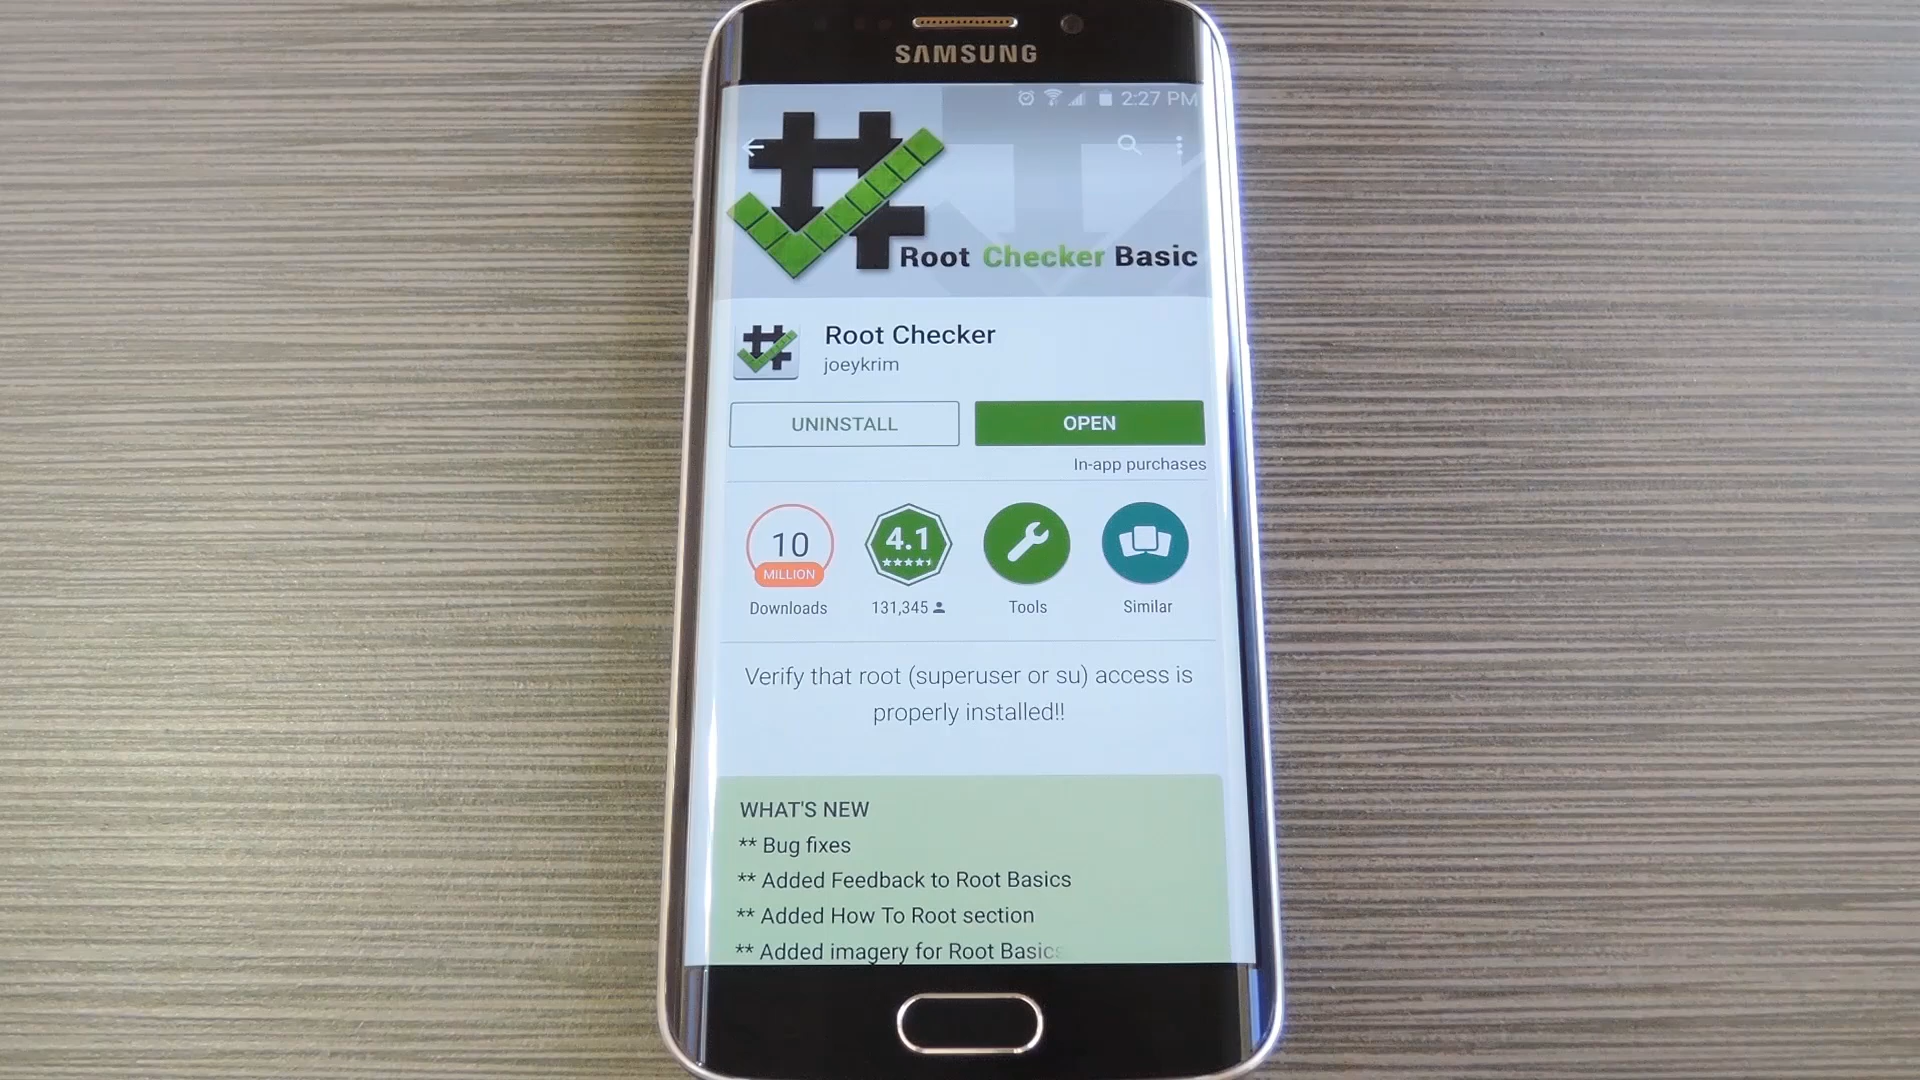 SAMSUNG
2:27 PM
Root Checker Basic
Root Checker
joeykrim
UNINSTALL
OPEN
In-app purchases
10
MILLION
Downloads
4.1
131,345
Tools
Similar
Verify that root (superuser or su) access is
properly installed!!
WHAT'S NEW
** Bug fixes
** Added Feedback to Root Basics
** Added How To Root section
** Added imagery for Root Basics